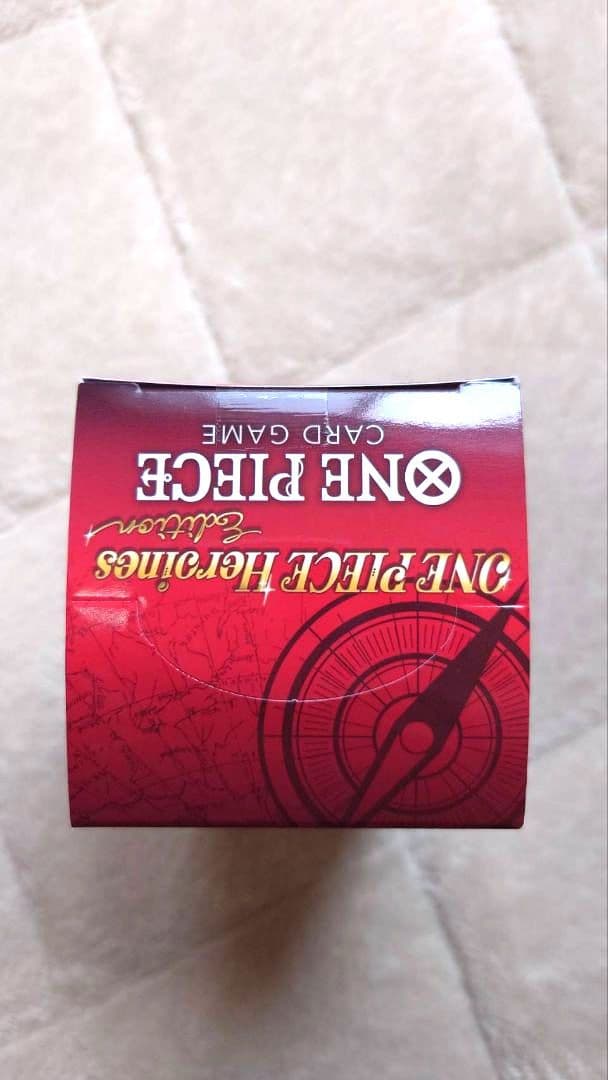 ONE PIECE Heroines
Edition
ONE PIECE
CARD GAME